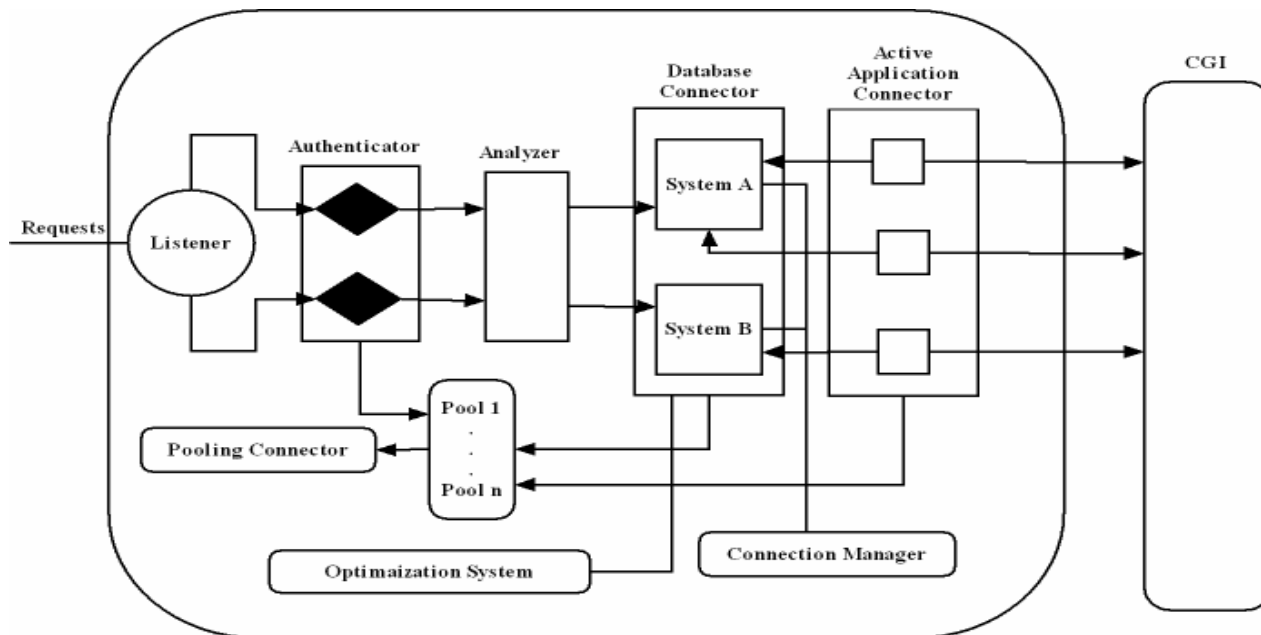 Active
Application
Connector
CGI
Database
Connector
Authenticator
Analyzer
System A
Requests
Listener
System B
Pool 1
.
.
.
Pool n
Pooling Connector
Connection Manager
Optimaization System